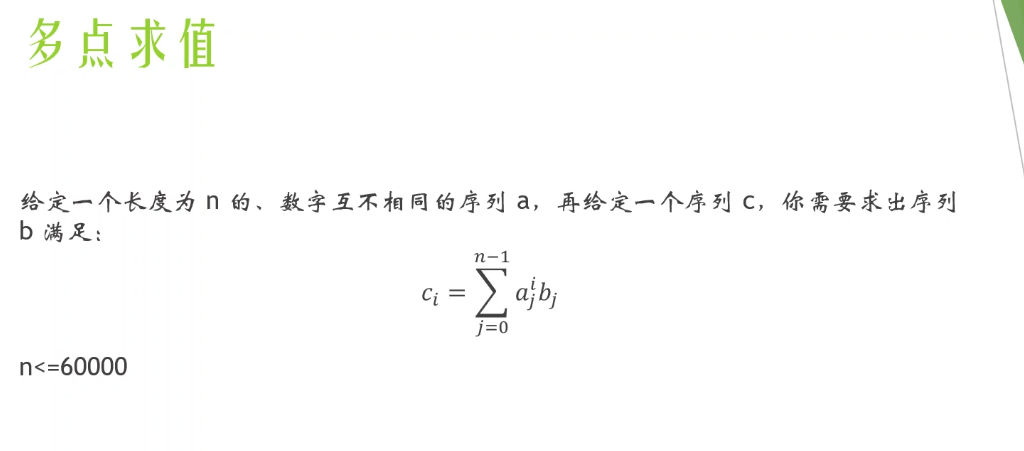 多点求值
给定一个长度为 n 的、数字互不相同的序列 a，再给定一个序列 c，你需要求出序列
b 满足：
$c_i = \sum_{j=0}^{n-1} a_j^i b_j$
n<=60000